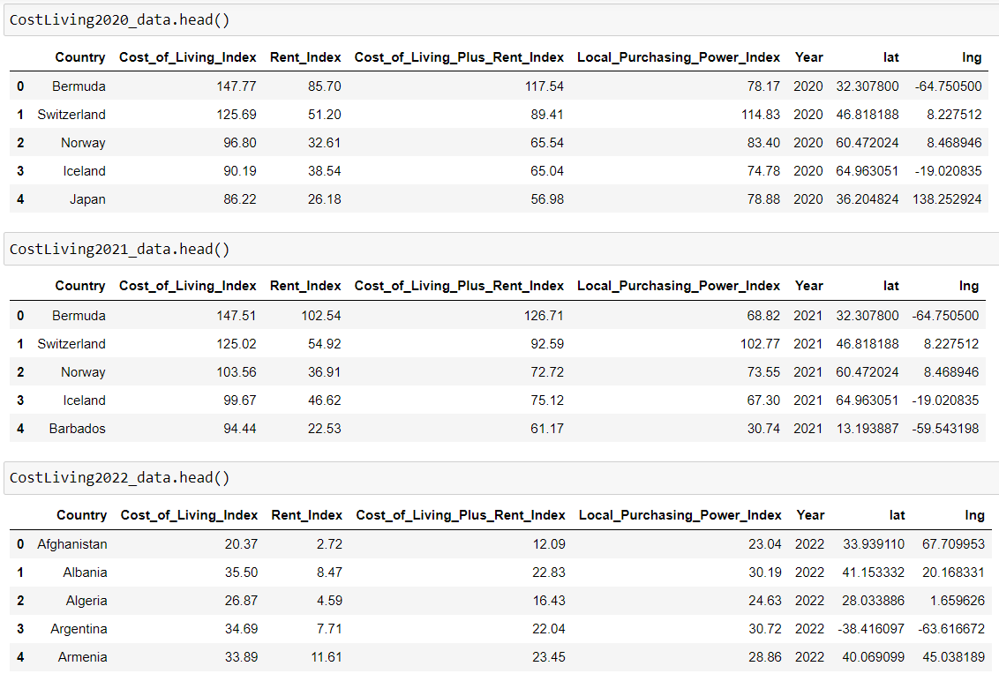 CostLiving2020_data.head()
Country Cost_of_Living_Index Rent_Index Cost_of_Living_Plus_Rent_Index Local_Purchasing_Power_Index Year lat lng
0 Bermuda 147.77 85.70 117.54 78.17 2020 32.307800 -64.750500
1 Switzerland 125.69 51.20 89.41 114.83 2020 46.818188 8.227512
2 Norway 96.80 32.61 65.54 83.40 2020 60.472024 8.468946
3 Iceland 90.19 38.54 65.04 74.78 2020 64.963051 -19.020835
4 Japan 86.22 26.18 56.98 78.88 2020 36.204824 138.252924
CostLiving2021_data.head()
Country Cost_of_Living_Index Rent_Index Cost_of_Living_Plus_Rent_Index Local_Purchasing_Power_Index Year lat lng
0 Bermuda 147.51 102.54 126.71 68.82 2021 32.307800 -64.750500
1 Switzerland 125.02 54.92 92.59 102.77 2021 46.818188 8.227512
2 Norway 103.56 36.91 72.72 73.55 2021 60.472024 8.468946
3 Iceland 99.67 46.62 75.12 67.30 2021 64.963051 -19.020835
4 Barbados 94.44 22.53 61.17 30.74 2021 13.193887 -59.543198
CostLiving2022_data.head()
Country Cost_of_Living_Index Rent_Index Cost_of_Living_Plus_Rent_Index Local_Purchasing_Power_Index Year lat lng
0 Afghanistan 20.37 2.72 12.09 23.04 2022 33.939110 67.709953
1 Albania 35.50 8.47 22.83 30.19 2022 41.153332 20.168331
2 Algeria 26.87 4.59 16.43 24.63 2022 28.033886 1.659626
3 Argentina 34.69 7.71 22.04 30.72 2022 -38.416097 -63.616672
4 Armenia 33.89 11.61 23.45 28.86 2022 40.069099 45.038189